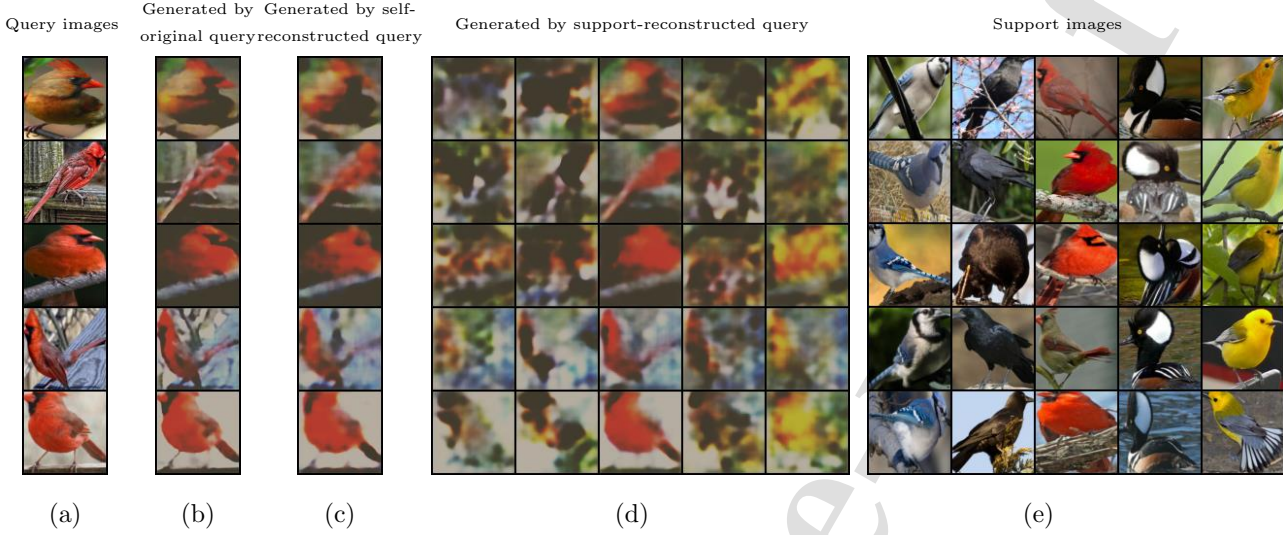 Query images
Generated by
original query
Generated by self-
reconstructed query
Generated by support-reconstructed query
Support images
(a)
(b)
(c)
(d)
(e)